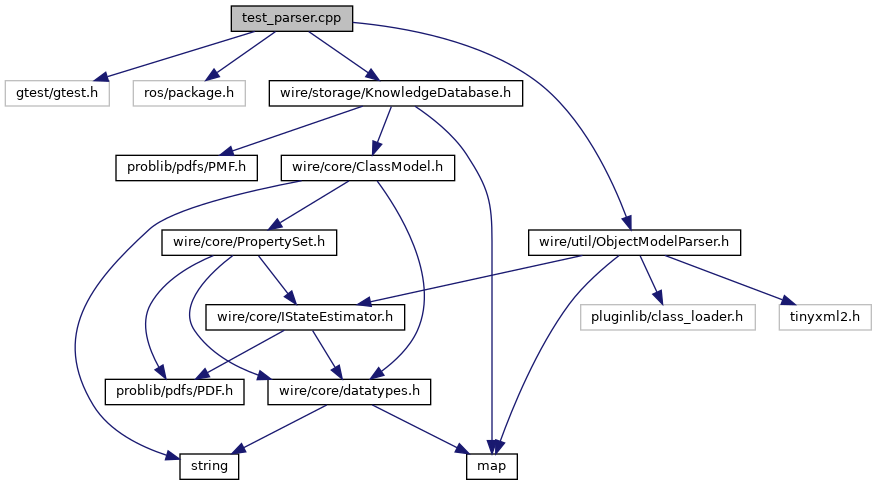 test_parser.cpp
gtest/gtest.h
ros/package.h
wire/storage/KnowledgeDatabase.h
problib/pdfs/PMF.h
wire/core/ClassModel.h
wire/core/PropertySet.h
wire/util/ObjectModelParser.h
wire/core/IStateEstimator.h
pluginlib/class_loader.h
tinyxml2.h
problib/pdfs/PDF.h
wire/core/datatypes.h
string
map